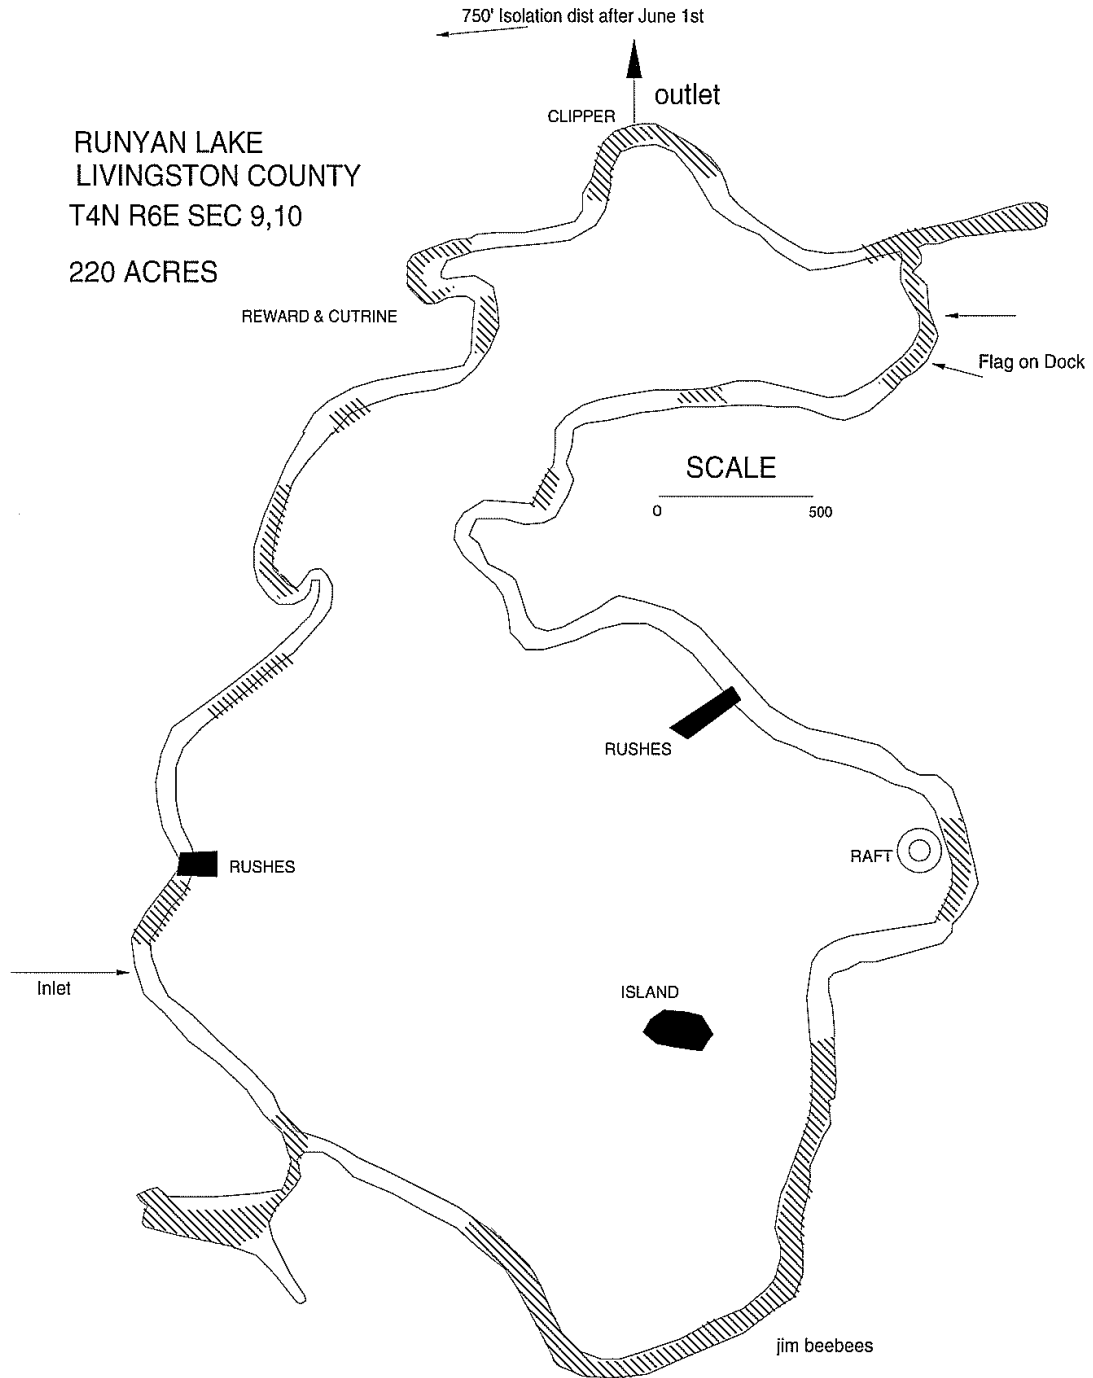 750' Isolation dist after June 1st
outlet
CLIPPER
RUNYAN LAKE
LIVINGSTON COUNTY
T4N R6E SEC 9,10
220 ACRES
REWARD & CUTRINE
Flag on Dock
SCALE
0 500
RUSHES
RAFT
RUSHES
Inlet
ISLAND
jim beebees